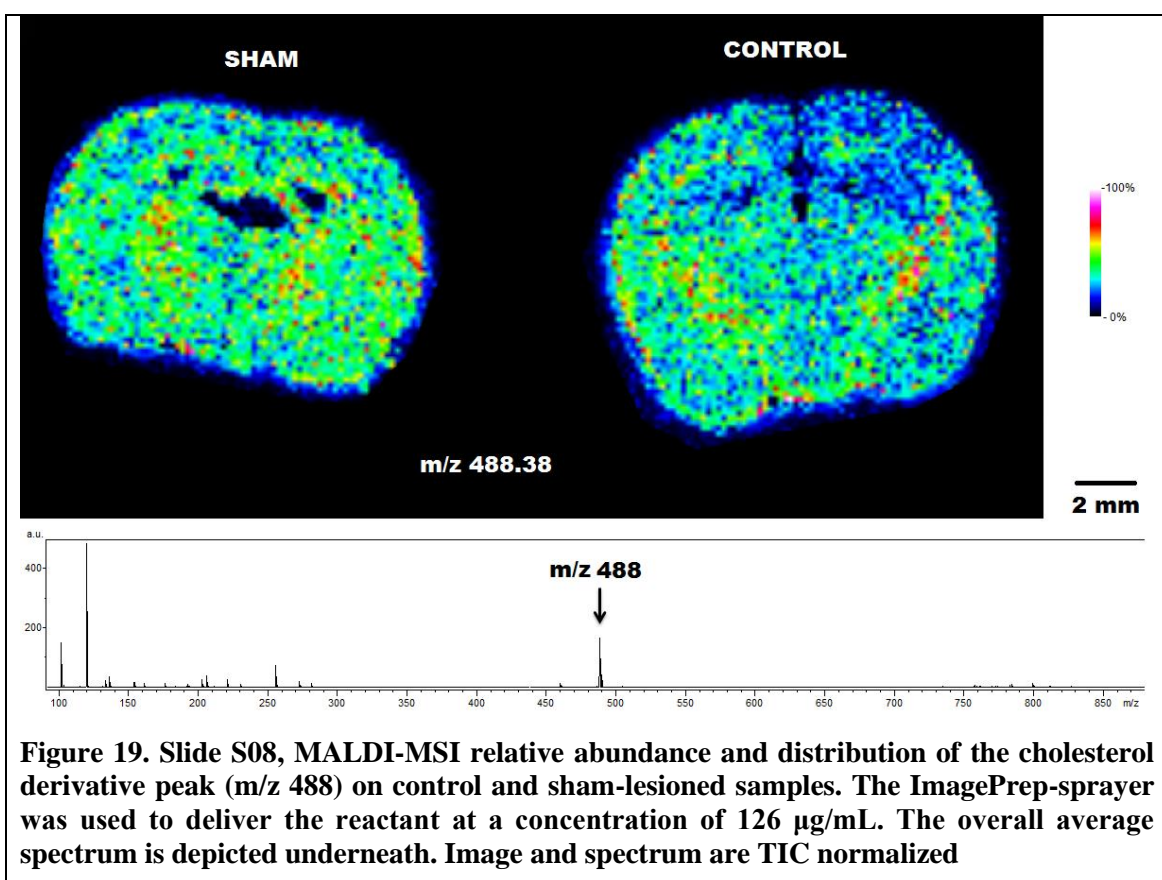 SHAM
CONTROL
-100%
- 0%
m/z 488.38
2 mm
a.u.
400
200
m/z 488
100 150 200 250 300 350 400 450 500 550 600 650 700 750 800 850 m/z
Figure 19. Slide S08, MALDI-MSI relative abundance and distribution of the cholesterol
derivative peak (m/z 488) on control and sham-lesioned samples. The ImagePrep-sprayer
was used to deliver the reactant at a concentration of 126 μg/mL. The overall average
spectrum is depicted underneath. Image and spectrum are TIC normalized